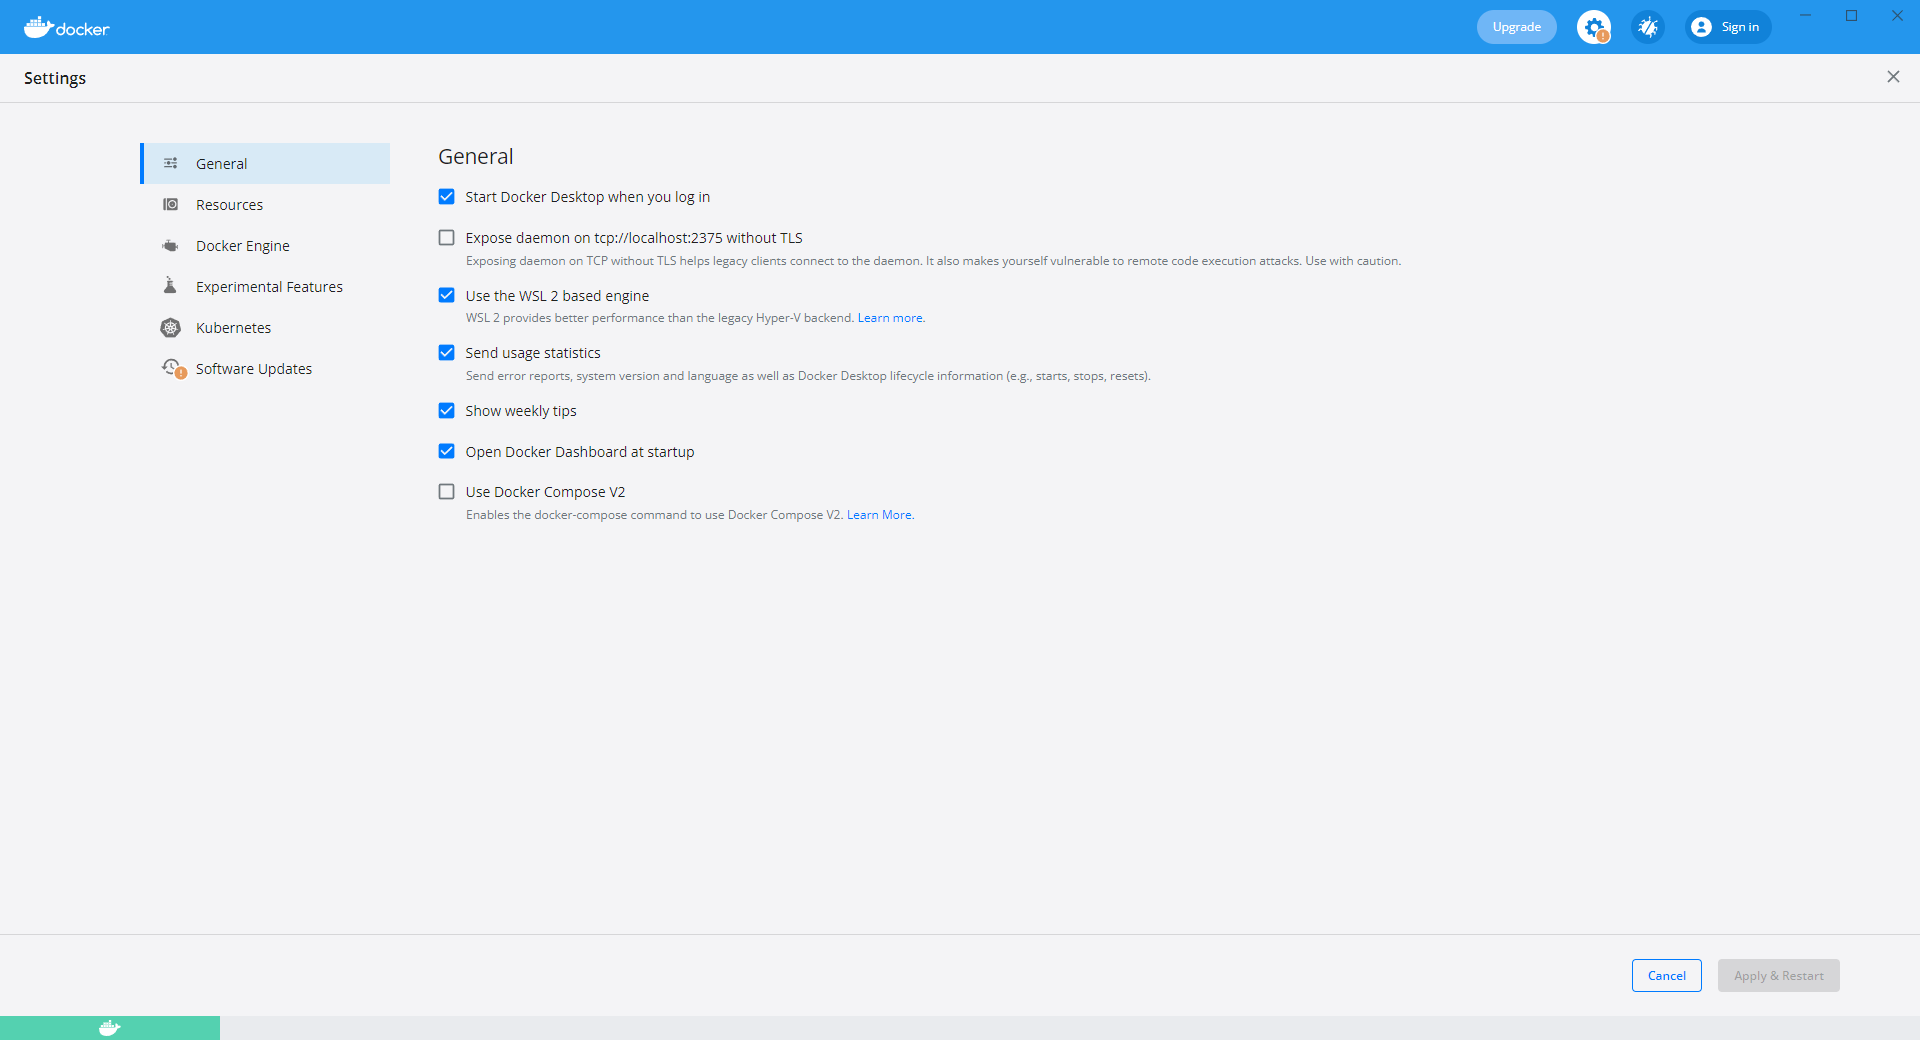 docker
Upgrade
Sign in
Settings
General
Resources
Docker Engine
Experimental Features
Kubernetes
Software Updates
General
Start Docker Desktop when you log in
Expose daemon on tcp://localhost:2375 without TLS
Exposing daemon on TCP without TLS helps legacy clients connect to the daemon. It also makes yourself vulnerable to remote code execution attacks. Use with caution.
Use the WSL 2 based engine
WSL 2 provides better performance than the legacy Hyper-V backend. Learn more.
Send usage statistics
Send error reports, system version and language as well as Docker Desktop lifecycle information (e.g., starts, stops, resets).
Show weekly tips
Open Docker Dashboard at startup
Use Docker Compose V2
Enables the docker-compose command to use Docker Compose V2. Learn More.
Cancel
Apply & Restart